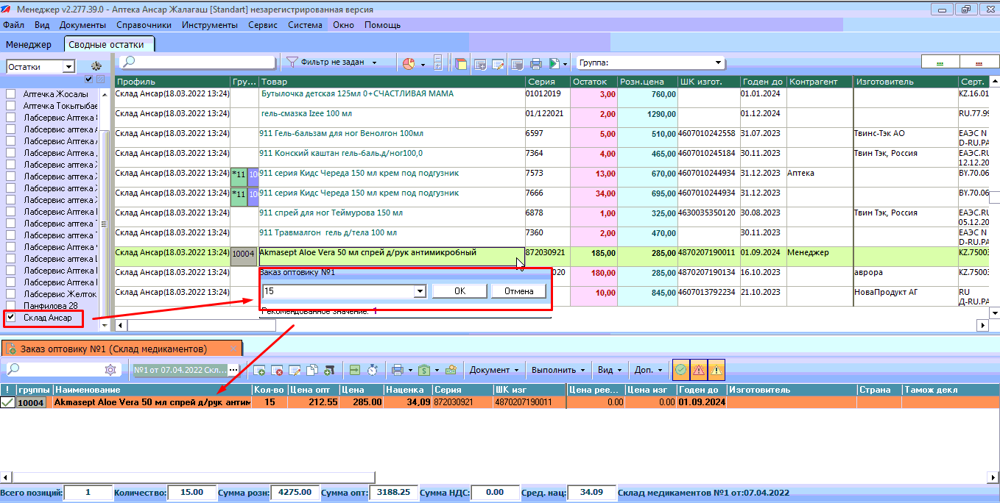 Менеджер v2.277.39.0 - Аптека Ансар Жалагаш [Standart] незарегистрированная версия
Файл Вид Документы Справочники Инструменты Сервис Система Окно Помощь
Менеджер Сводные остатки
Остатки Фильтр не задан Группа: ... ...
Профиль Гру... Товар Серия Остаток Розн.цена ШК изгот. Годен до Контрагент Изготовитель Серт.
Аптечка Жосалы
Аптечка Токытыбае
Лабсервис Аптека
Лабсервис аптека
Лабсервис Аптека
Лабсервис Аптека
Лабсервис аптека
Лабсервис аптека
Лабсервис Аптека
Лабсервис аптека
Лабсервис Аптека
Лабсервис аптека
Лабсервис аптека
Лабсервис Аптека
Лабсервис аптека
Лабсервис Аптека
Лабсервис Аптека
Лабсервис Желток
Панфилова 28
Склад Ансар
Склад Ансар(18.03.2022 13:24) Бутылочка детская 125мл 0+СЧАСТЛИВАЯ МАМА 01012019 3,00 760,00 01.01.2024 KZ.16.01
Склад Ансар(18.03.2022 13:24) гель-смазка Izee 100 мл 01/122021 2,00 1290,00 01.12.2024 RU.77.99
Склад Ансар(18.03.2022 13:24) 911 Гель-бальзам для ног Венолгон 100мл 6597 5,00 510,00 4607010242558 31.07.2023 Твинс-Тэк АО ЕАЭС N
D-RU.РА
Склад Ансар(18.03.2022 13:24) 911 Конский каштан гель-баль.д/ног100,0 7364 4,00 465,00 4607010245184 30.11.2023 Твин Тэк, Россия ЕАЭС.RU
12.12.20
Склад Ансар(18.03.2022 13:24) *11 10 911 серия Кидс Череда 150 мл крем под подгузник 7573 13,00 670,00 4607010244934 31.12.2023 Аптека BY.70.06
Склад Ансар(18.03.2022 13:24) *11 10 911 серия Кидс Череда 150 мл крем под подгузник 7666 34,00 695,00 4607010244934 31.12.2023 BY.70.06
Склад Ансар(18.03.2022 13:24) 911 спрей для ног Теймурова 150 мл 6878 1,00 325,00 4630035350120 30.08.2023 Твин Тэк, Россия ЕАЭС.RU
05.12.20
Склад Ансар(18.03.2022 13:24) 911 Травмалгон гель д/тела 100 мл 7360 2,00 470,00 30.11.2023 ЕАЭС N
D-RU.РА
Склад Ансар(18.03.2022 13:24) 10004 Akmasept Aloe Vera 50 мл спрей д/рук антимикробный 872030921 185,00 285,00 4870207190011 01.09.2024 Менеджер KZ.7500
Склад Ансар(18.03.2022 13:24) 020 180,00 285,00 4870207190134 16.10.2023 аврора KZ.7500
Склад Ансар(18.03.2022 13:24) 10,00 845,00 4607013792234 21.10.2023 НоваПродукт АГ RU
Д-RU.РА
Заказ оптовику №1
15 OK Отмена
Рекомендованное значение: 1
Заказ оптовику №1 (Склад медикаментов)
№1 от 07.04.2022 Скл... ... Документ Выполнить Вид Доп.
! группы Наименование Кол-во Цена опт Цена Наценка Серия ШК изг Цена рее... Цена изг Годен до Изготовитель Страна Тамож декл
10004 Akmasept Aloe Vera 50 мл спрей д/рук антим 15 212.55 285.00 34,09 872030921 4870207190011 0.00 0.00 01.09.2024
Всего позиций: 1 Количество: 15.00 Сумма розн: 4275.00 Сумма опт: 3188.25 Сумма НДС: 0.00 Сред. нац: 34.09 Склад медикаментов №1 от:07.04.2022